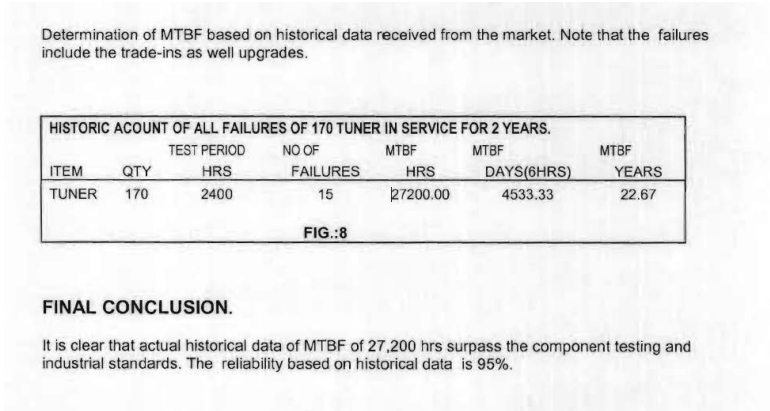 Determination of MTBF based on historical data received from the market. Note that the failures
include the trade-ins as well upgrades.
HISTORIC ACOUNT OF ALL FAILURES OF 170 TUNER IN SERVICE FOR 2 YEARS.
TEST PERIOD NO OF MTBF MTBF MTBF
ITEM QTY HRS FAILURES HRS DAYS(6HRS) YEARS
TUNER 170 2400 15 27200.00 4533.33 22.67
FIG.:8
FINAL CONCLUSION.
It is clear that actual historical data of MTBF of 27,200 hrs surpass the component testing and
industrial standards. The reliability based on historical data is 95%.